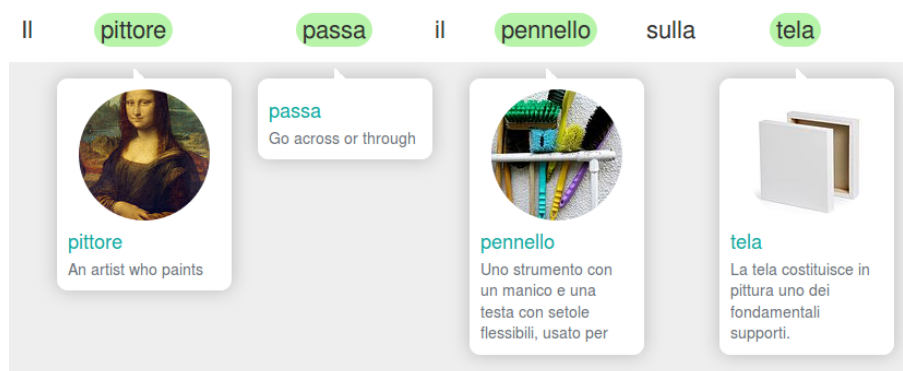 Il pittore passa il pennello sulla tela
pittore
An artist who paints
passa
Go across or through
pennello
Uno strumento con
un manico e una
testa con setole
flessibili, usato per
tela
La tela costituisce in
pittura uno dei
fondamentali
supporti.